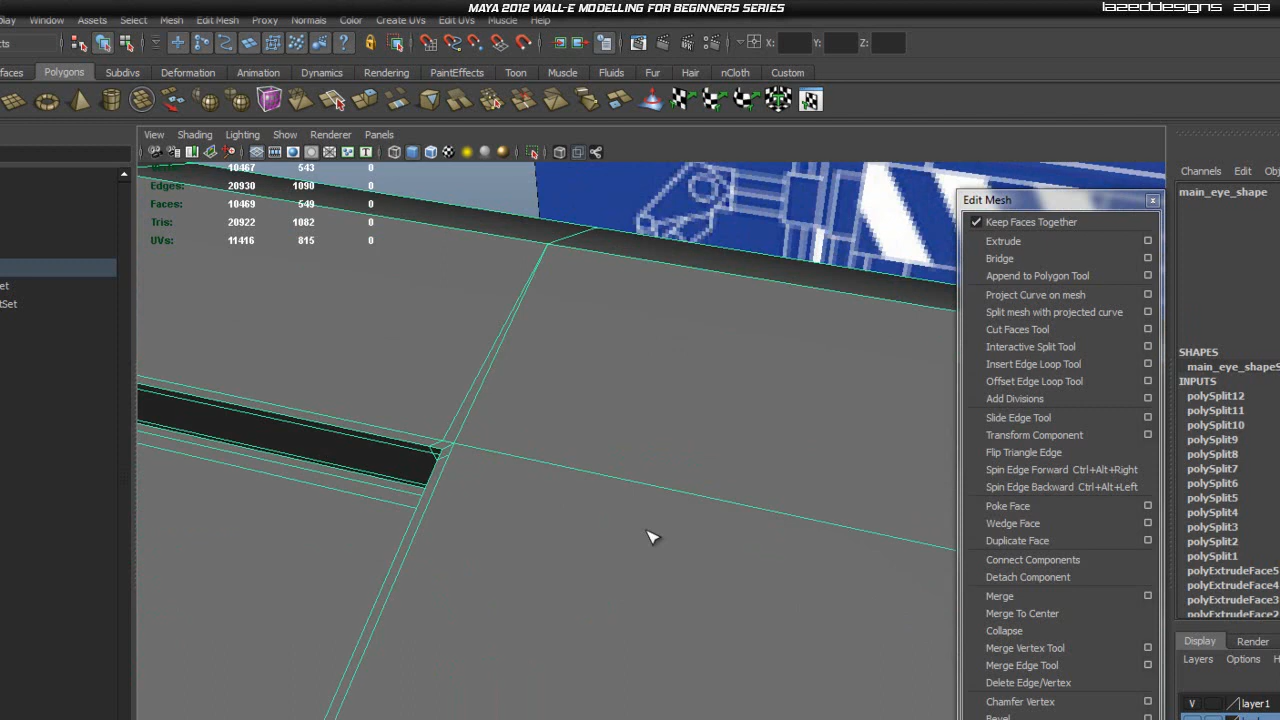 MAYA 2012 WALL-E MODELLING FOR BEGINNERS SERIES
LAZEDDESIGNS 2013
Window Assets Create Select Mesh Edit Mesh Proxy Normals Color Create UVs Edit UVs Muscle Help
X: Y: Z:
Polygons Subdivs Deformation Animation Dynamics Rendering PaintEffects Toon Muscle Fluids Fur Hair nCloth Custom
View Shading Lighting Show Renderer Panels
10467 543 0
Edges: 20930 1090 0
Faces: 10469 549 0
Tris: 20922 1082 0
UVs: 11416 815 0
Edit Mesh
Keep Faces Together
Extrude
Bridge
Append to Polygon Tool
Project Curve on mesh
Split mesh with projected curve
Cut Faces Tool
Interactive Split Tool
Insert Edge Loop Tool
Offset Edge Loop Tool
Add Divisions
Slide Edge Tool
Transform Component
Flip Triangle Edge
Spin Edge Forward Ctrl+Alt+Right
Spin Edge Backward Ctrl+Alt+Left
Poke Face
Wedge Face
Duplicate Face
Connect Components
Detach Component
Merge
Merge To Center
Collapse
Merge Vertex Tool
Merge Edge Tool
Delete Edge/Vertex
Chamfer Vertex
Bevel
Channels Edit
main_eye_shape
SHAPES
main_eye_shapeS
INPUTS
polySplit12
polySplit11
polySplit10
polySplit9
polySplit8
polySplit7
polySplit6
polySplit5
polySplit4
polySplit3
polySplit2
polySplit1
polyExtrudeFace5
polyExtrudeFace4
polyExtrudeFace3
polyExtrudeFace2
Display Render
Layers Options
V layer1